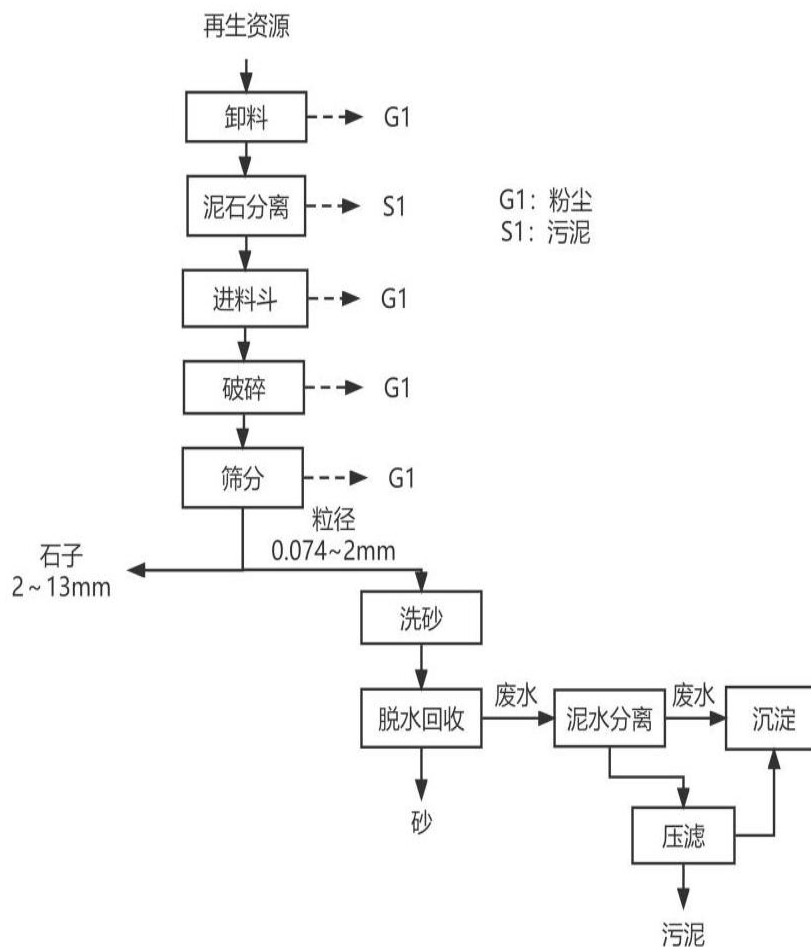 再生资源
卸料
G1
泥石分离
S1
G1：粉尘
S1：污泥
进料斗
G1
破碎
G1
筛分
G1
粒径
0.074~2mm
石子
2~13mm
洗砂
脱水回收
废水
泥水分离
废水
沉淀
砂
压滤
污泥